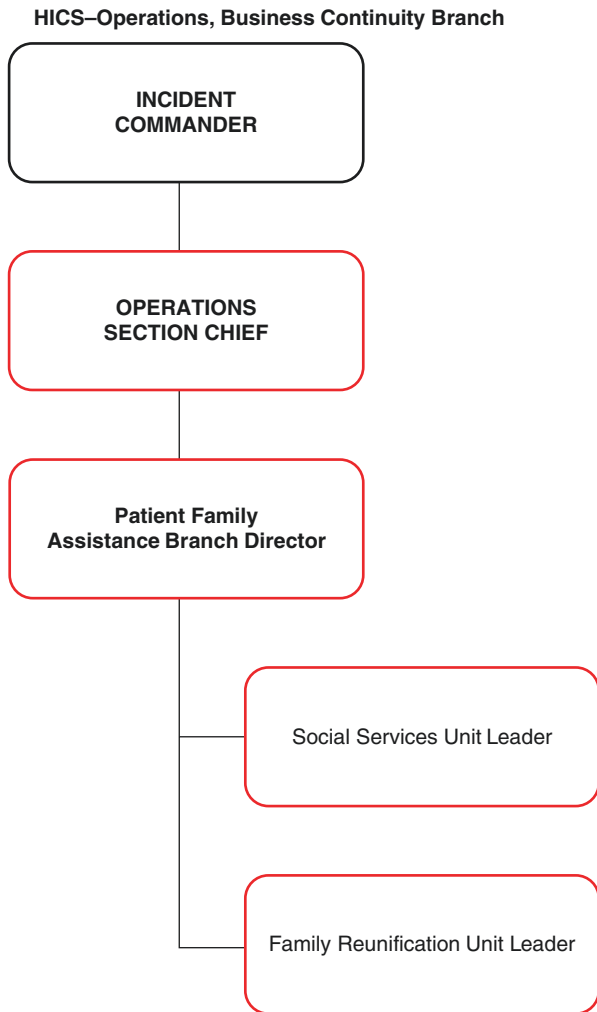 HICS–Operations, Business Continuity Branch
INCIDENT
COMMANDER
OPERATIONS
SECTION CHIEF
Patient Family
Assistance Branch Director
Social Services Unit Leader
Family Reunification Unit Leader